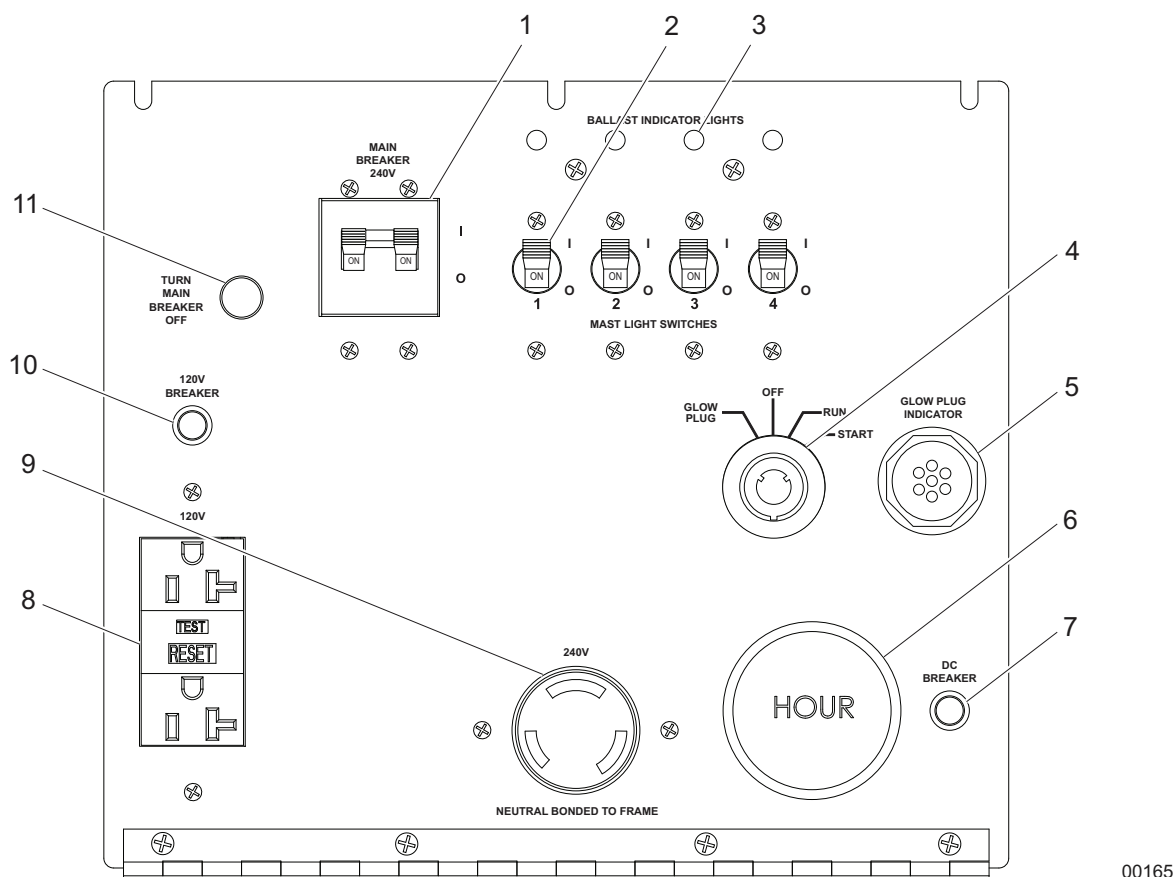 1
2
3
BALLAST INDICATOR LIGHTS
MAIN
BREAKER
240V
11
I
I
I
I
I
ON
ON
ON
ON
ON
ON
4
O
O
O
O
O
TURN
MAIN
BREAKER
OFF
1
2
3
4
MAST LIGHT SWITCHES
10
120V
BREAKER
OFF
GLOW
PLUG
RUN
START
GLOW PLUG
INDICATOR
5
9
120V
6
8
TEST
RESET
240V
7
DC
BREAKER
HOUR
NEUTRAL BONDED TO FRAME
00165